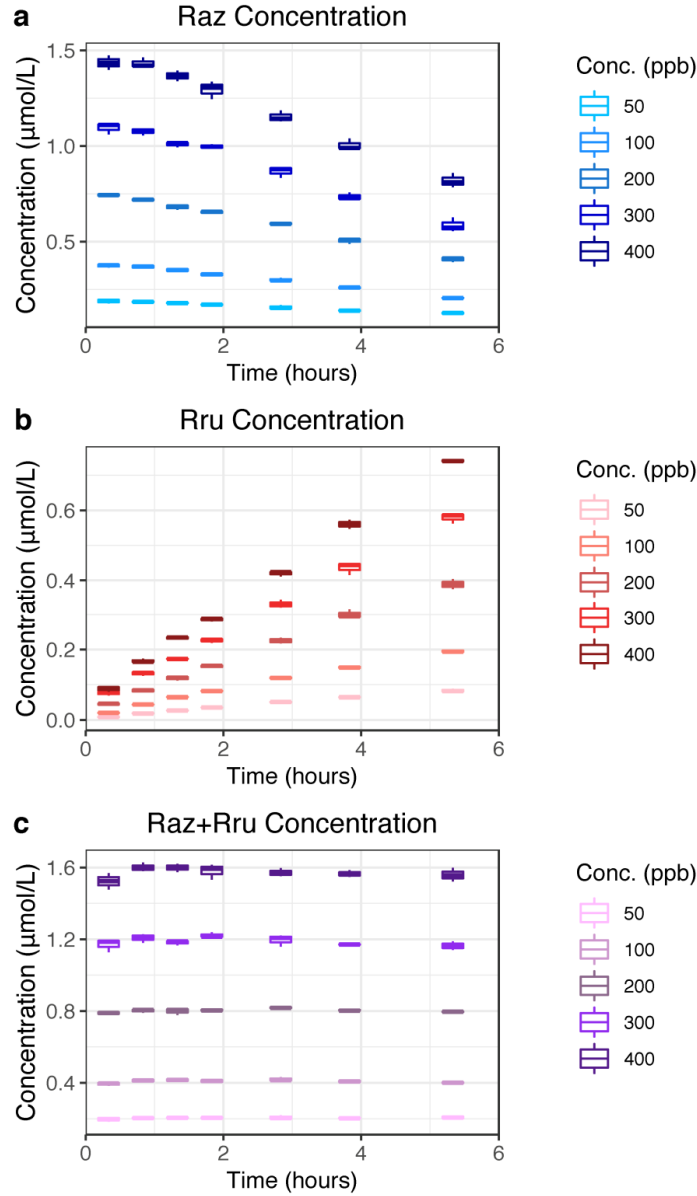 a
Raz Concentration
Concentration (µmol/L)
1.5
1.0
0.5
0
2
4
6
Time (hours)
Conc. (ppb)
50
100
200
300
400
b
Rru Concentration
Concentration (µmol/L)
0.6
0.4
0.2
0.0
0
2
4
6
Time (hours)
Conc. (ppb)
50
100
200
300
400
c
Raz+Rru Concentration
Concentration (µmol/L)
1.6
1.2
0.8
0.4
0
2
4
6
Time (hours)
Conc. (ppb)
50
100
200
300
400